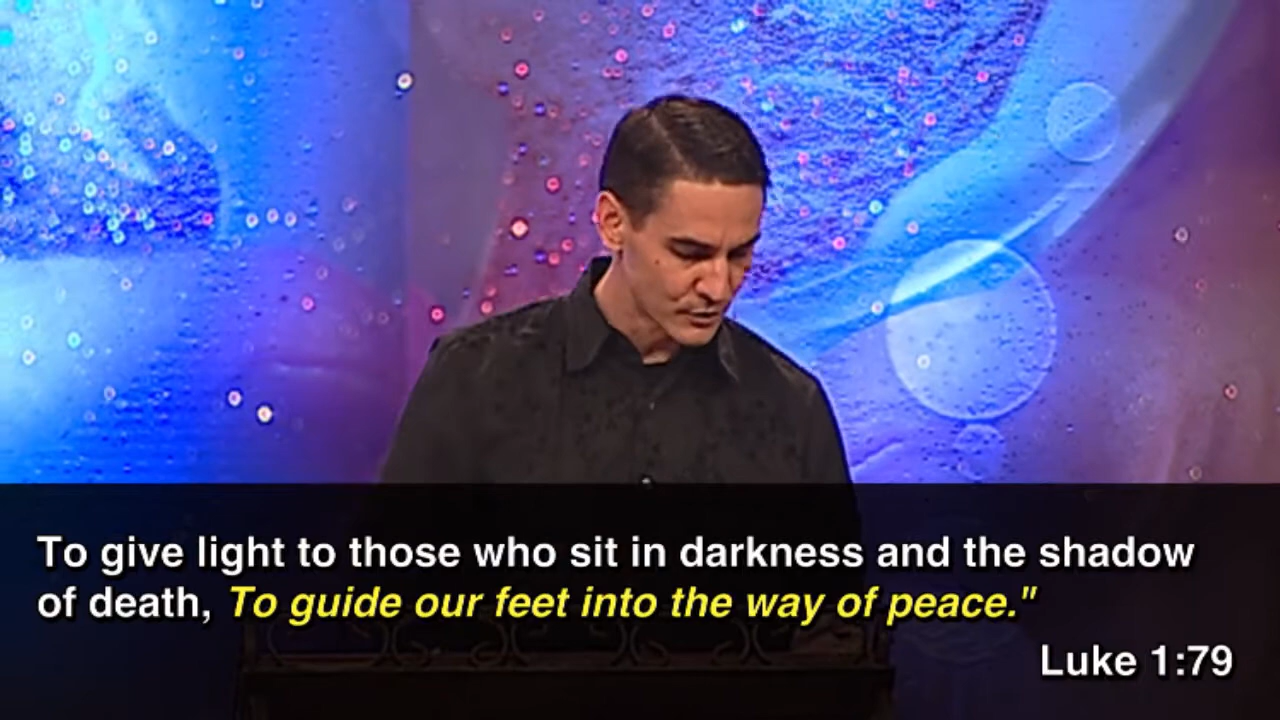 To give light to those who sit in darkness and the shadow
of death, To guide our feet into the way of peace."
Luke 1:79